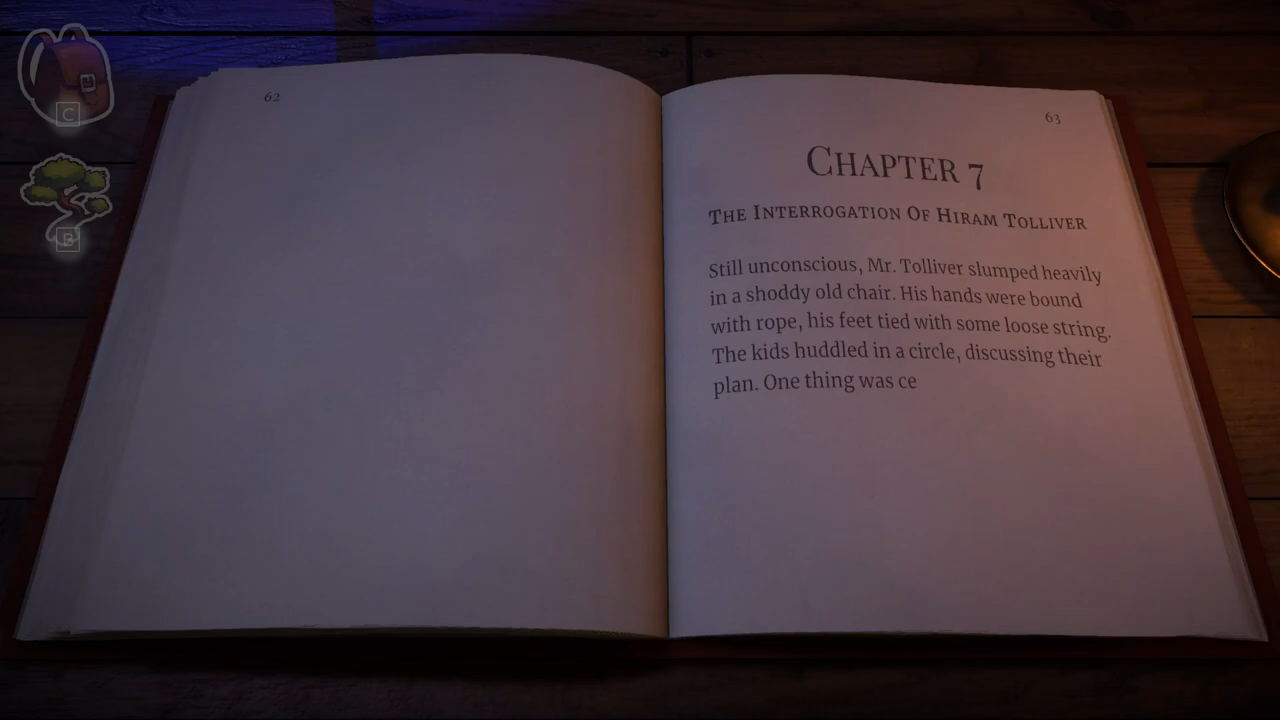 62
63
C
B
Chapter 7
The Interrogation Of Hiram Tolliver
Still unconscious, Mr. Tolliver slumped heavily
in a shoddy old chair. His hands were bound
with rope, his feet tied with some loose string.
The kids huddled in a circle, discussing their
plan. One thing was ce